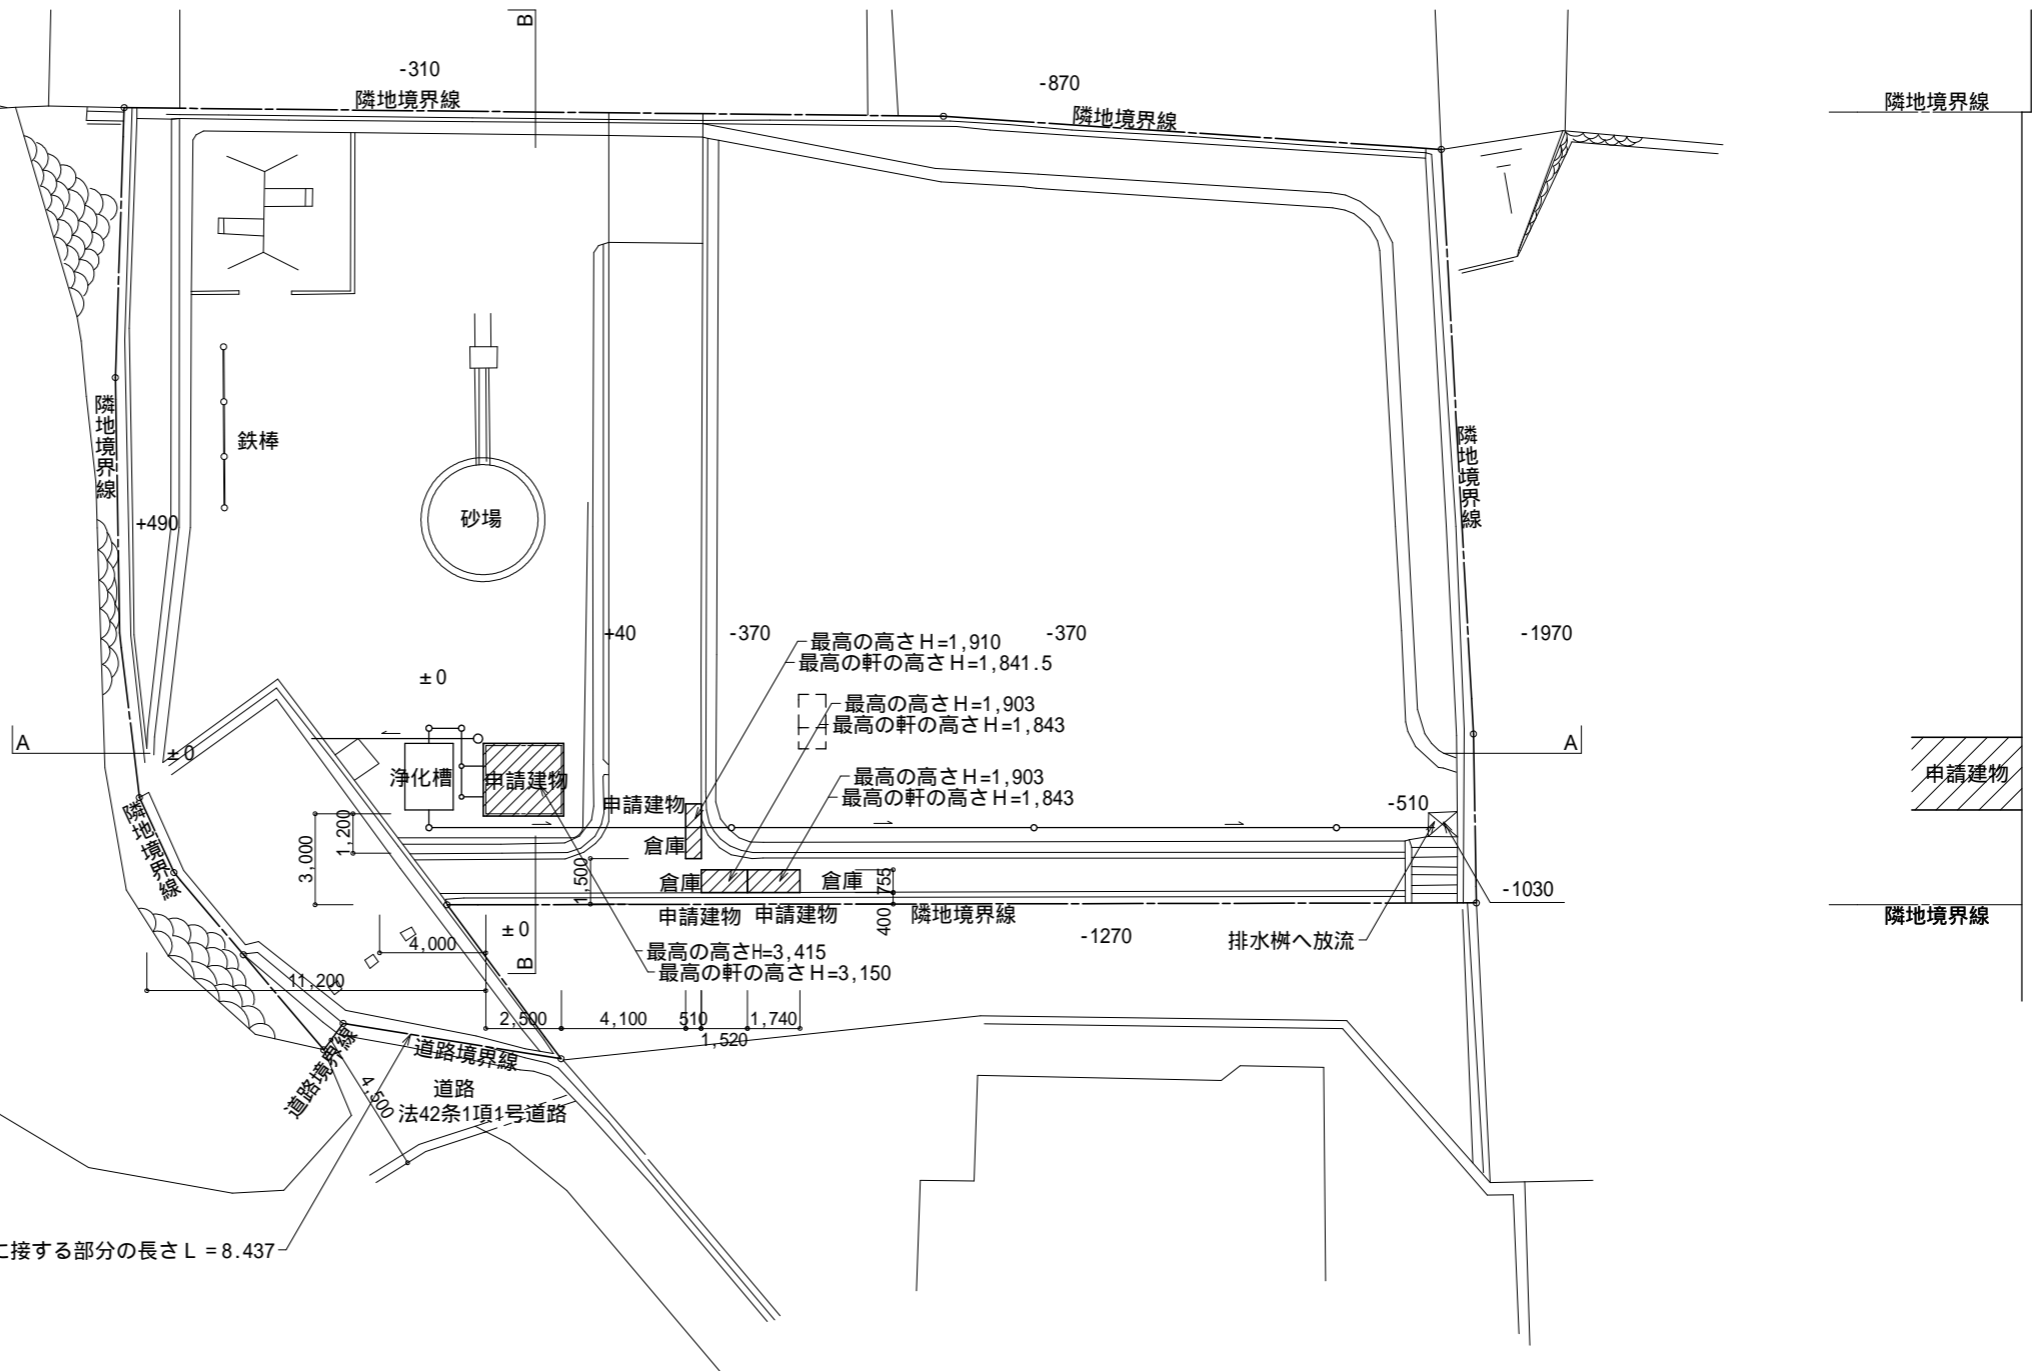 B
-310
隣地境界線
-870
隣地境界線
隣地境界線
隣地境界線
鉄棒
砂場
+490
隣地境界線
+40
-370
-370
-1970
最高の高さH=1,910
最高の軒の高さH=1,841.5
±0
最高の高さH=1,903
最高の軒の高さH=1,843
A
±0
A
浄化槽
申請建物
申請建物
最高の高さH=1,903
最高の軒の高さH=1,843
申請建物
-510
隣地境界線
3,000
1,200
倉庫
1,500
倉庫
倉庫
755
400
-1030
申請建物
申請建物
隣地境界線
隣地境界線
±0
-1270
排水桝へ放流
4,000
最高の高さH=3,415
最高の軒の高さH=3,150
B
11,200
2,500
4,100
510
1,740
1,520
道路境界線
道路境界線
4,500
道路
法42条1項1号道路
に接する部分の長さL=8.437